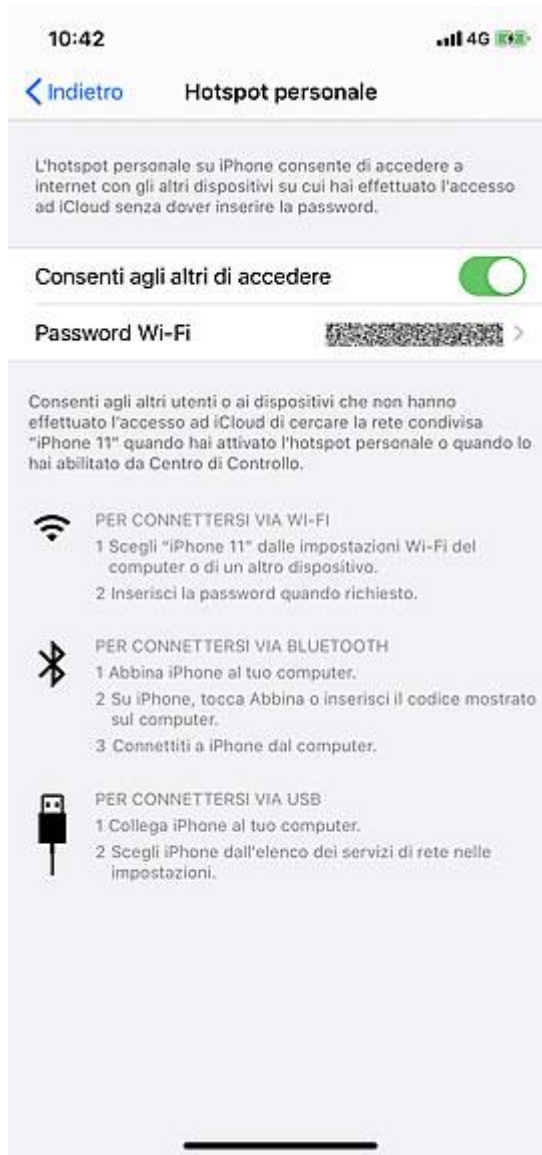 10:42
4G
Indietro
Hotspot personale
L'hotspot personale su iPhone consente di accedere a
internet con gli altri dispositivi su cui hai effettuato l'accesso
ad iCloud senza dover inserire la password.
Consenti agli altri di accedere
Password Wi-Fi
Consenti agli altri utenti o ai dispositivi che non hanno
effettuato l'accesso ad iCloud di cercare la rete condivisa
"iPhone 11" quando hai attivato l'hotspot personale o quando lo
hai abilitato da Centro di Controllo.
PER CONNETTERSI VIA WI-FI
1 Scegli "iPhone 11" dalle impostazioni Wi-Fi del
computer o di un altro dispositivo.
2 Inserisci la password quando richiesto.
PER CONNETTERSI VIA BLUETOOTH
1 Abbina iPhone al tuo computer.
2 Su iPhone, tocca Abbina o inserisci il codice mostrato
sul computer.
3 Connettiti a iPhone dal computer.
PER CONNETTERSI VIA USB
1 Collega iPhone al tuo computer.
2 Scegli iPhone dall'elenco dei servizi di rete nelle
impostazioni.